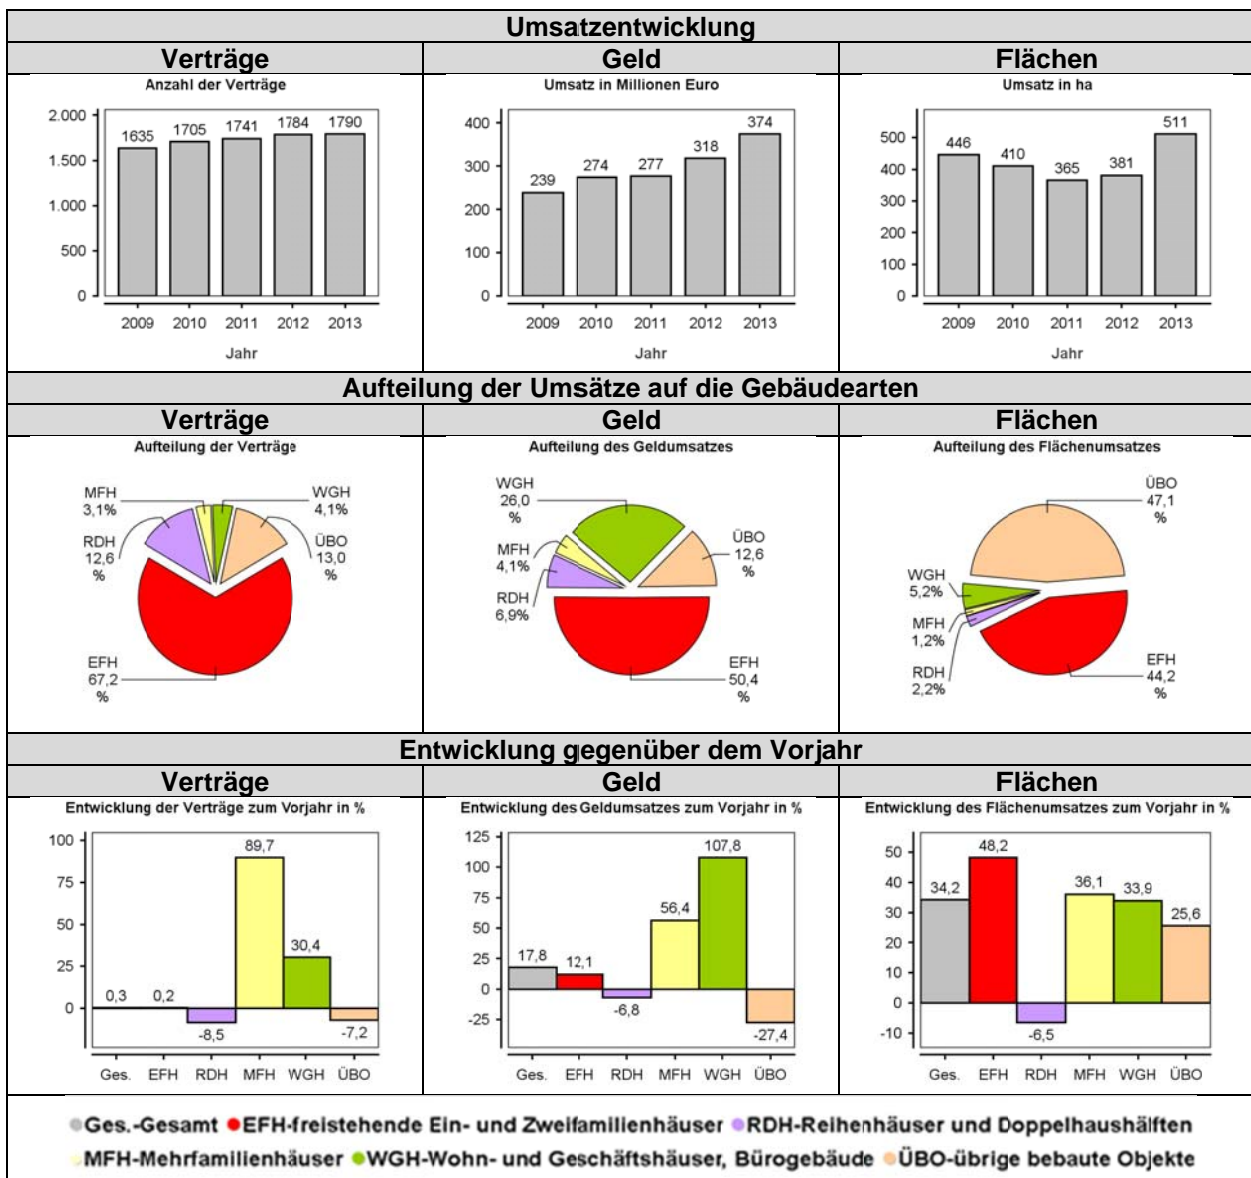 Umsatzentwicklung
Verträge
Geld
Flächen
Anzahl der Verträge
2.000
1.500
1.000
500
0
1635
1705
1741
1784
1790
2009 2010 2011 2012 2013
Jahr
Umsatz in Millionen Euro
400
300
200
100
0
239
274
277
318
374
2009 2010 2011 2012 2013
Jahr
Umsatz in ha
500
400
300
200
100
0
446
410
365
381
511
2009 2010 2011 2012 2013
Jahr
Aufteilung der Umsätze auf die Gebäudearten
Verträge
Geld
Flächen
Aufteilung der Verträge
MFH
3,1%
WGH
4,1%
RDH
12,6
%
ÜBO
13,0
%
EFH
67,2
%
Aufteilung des Geldumsatzes
WGH
26,0
%
ÜBO
12,6
%
MFH
4,1%
RDH
6,9%
EFH
50,4
%
Aufteilung des Flächenumsatzes
ÜBO
47,1
%
WGH
5,2%
MFH
1,2%
RDH
2,2%
EFH
44,2
%
Entwicklung gegenüber dem Vorjahr
Verträge
Geld
Flächen
Entwicklung der Verträge zum Vorjahr in %
100
75
50
25
0
0,3
0,2
-8,5
89,7
30,4
-7,2
Ges. EFH RDH MFH WGH ÜBO
Entwicklung des Geldumsatzes zum Vorjahr in %
125
100
75
50
25
0
-25
17,8
12,1
-6,8
56,4
107,8
-27,4
Ges. EFH RDH MFH WGH ÜBO
Entwicklung des Flächenumsatzes zum Vorjahr in %
50
40
30
20
10
0
-10
34,2
48,2
-6,5
36,1
33,9
25,6
Ges. EFH RDH MFH WGH ÜBO
Ges.-Gesamt EFH-freistehende Ein- und Zweifamilienhäuser RDH-Reihenhäuser und Doppelhaushälften
MFH-Mehrfamilienhäuser WGH-Wohn- und Geschäftshäuser, Bürogebäude ÜBO-übrige bebaute Objekte